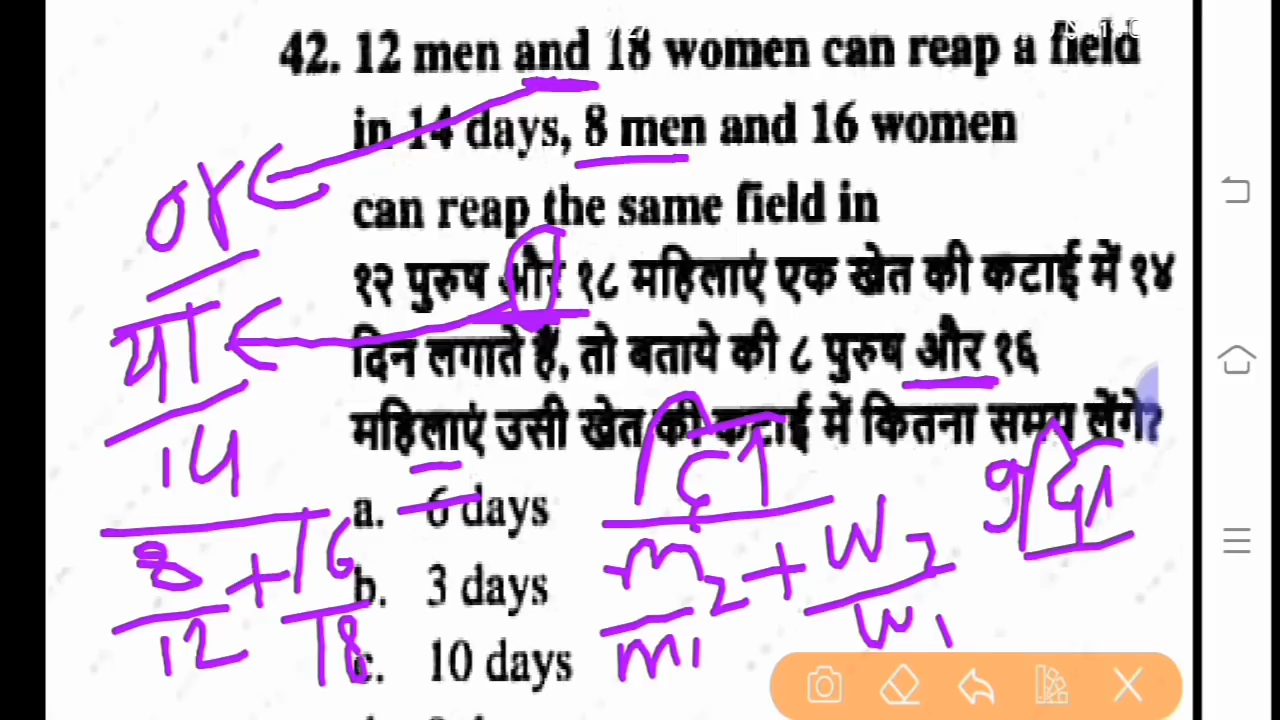 42. 12 men and 18 women can reap a field
in 14 days, 8 men and 16 women
can reap the same field in
१२ पुरुष और १८ महिलाएं एक खेत की कटाई में १४
दिन लगाते हैं, तो बताये की ८ पुरुष और १६
महिलाएं उसी खेत की कटाई में कितना समय लेंगे?
a. 6 days
b. 3 days
c. 10 days
or
या
14
8 + 16
12 18
दिन
m2 + w2
m1 w1